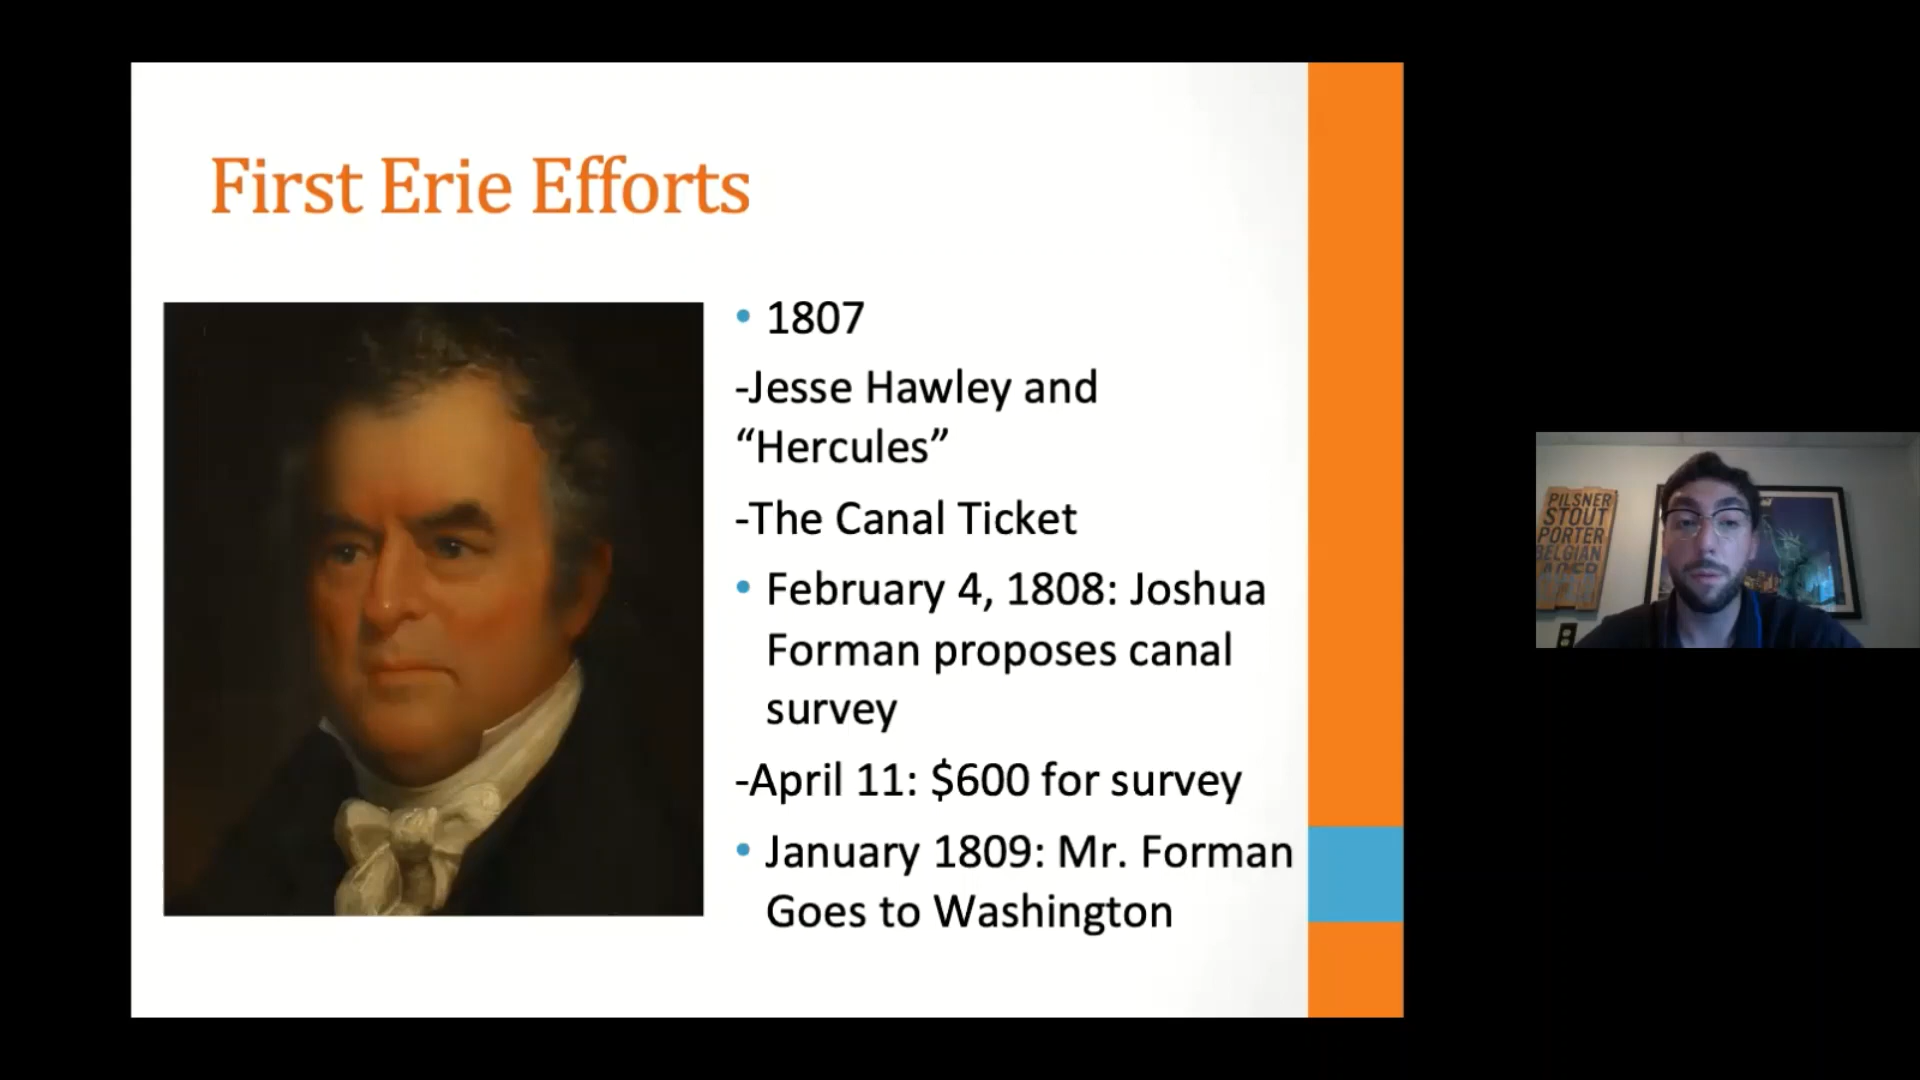 First Erie Efforts
• 1807
-Jesse Hawley and
“Hercules”
-The Canal Ticket
• February 4, 1808: Joshua
Forman proposes canal
survey
-April 11: $600 for survey
• January 1809: Mr. Forman
Goes to Washington
PILSNER
STOUT
PORTER
BELGIAN